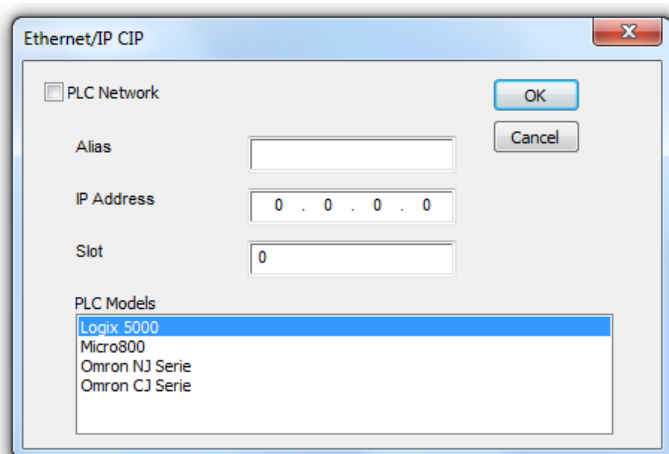 Ethernet/IP CIP
PLC Network
OK
Cancel
Alias
IP Address
0 . 0 . 0 . 0
Slot
0
PLC Models
Logix 5000
Micro800
Omron NJ Serie
Omron CJ Serie